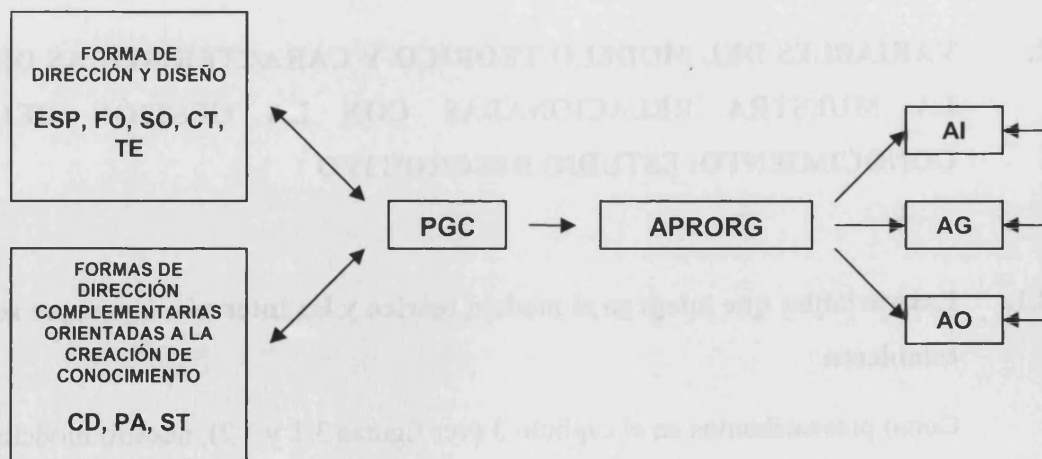 FORMA DE
DIRECCIÓN Y DISEÑO
ESP, FO, SO, CT,
TE
FORMAS DE
DIRECCIÓN
COMPLEMENTARIAS
ORIENTADAS A LA
CREACIÓN DE
CONOCIMIENTO
CD, PA, ST
PGC
APRORG
AI
AG
AO